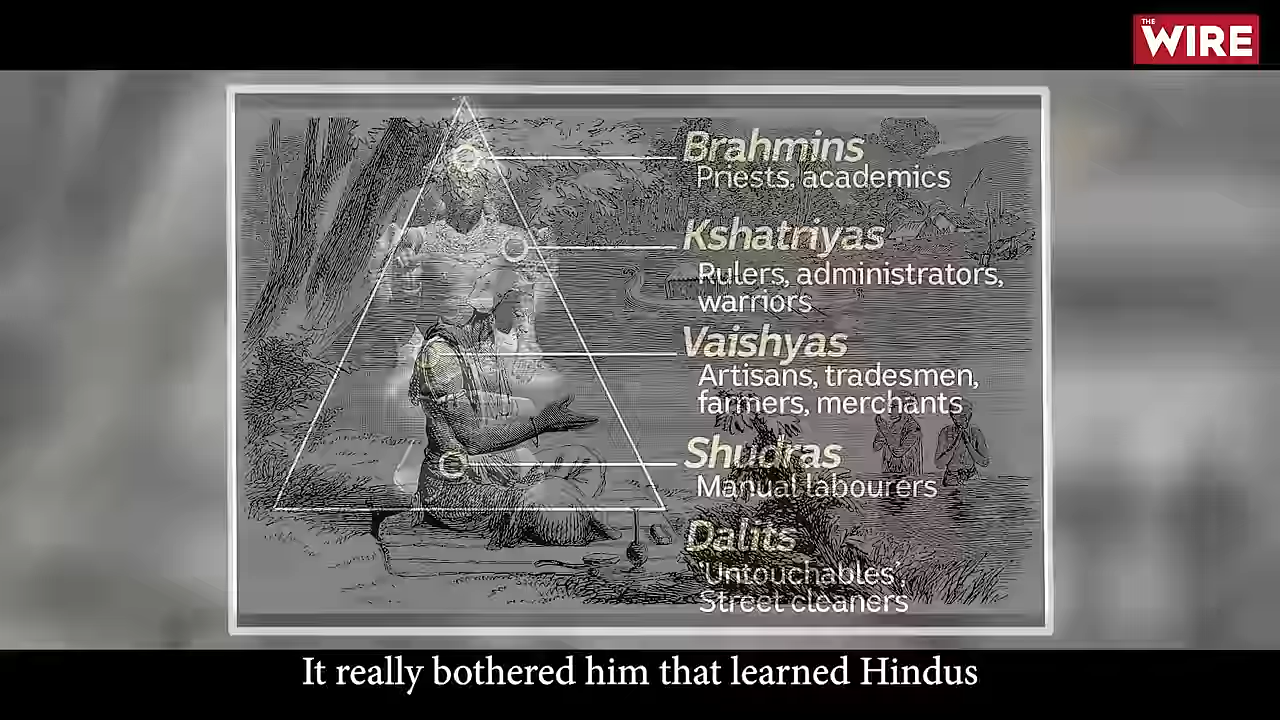 THE
WIRE
Brahmins
Priests, academics
Kshatriyas
Rulers, administrators,
warriors
Vaishyas
Artisans, tradesmen,
farmers, merchants
Shudras
Manual labourers
Dalits
'Untouchables',
Street cleaners
It really bothered him that learned Hindus